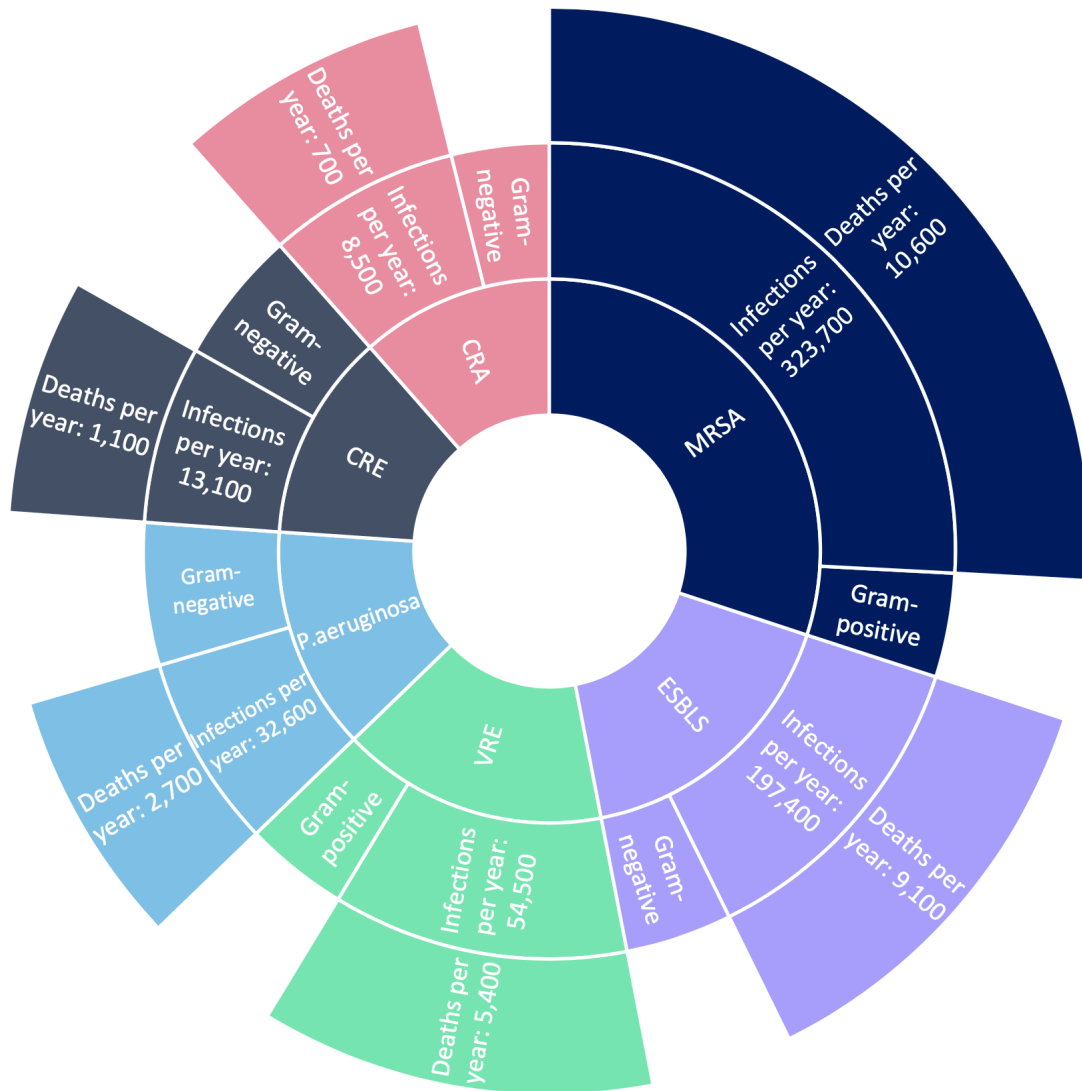 MRSA
Infections
per year:
323,700
Deaths per
year:
10,600
Gram-
positive
ESBLS
Infections
per year:
197,400
Deaths per
year: 9,100
Gram-
negative
VRE
Infections
per year:
54,500
Deaths per
year: 5,400
Gram-
positive
P.aeruginosa
Infections per
year: 32,600
Deaths per
year: 2,700
Gram-
negative
CRE
Infections
per year:
13,100
Deaths per
year: 1,100
Gram-
negative
CRA
Infections
per year:
8,500
Deaths per
year: 700
Gram-
negative